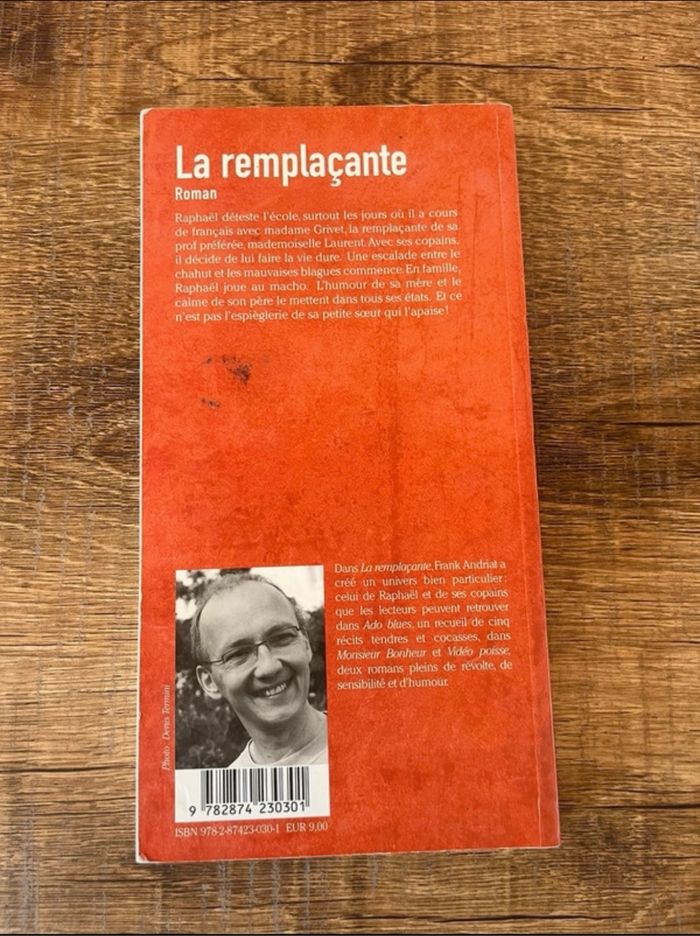 La remplaçante
Roman
Raphaël déteste l'école, surtout les jours où il a cours
de français avec madame Grivet, la remplaçante de sa
prof préférée, mademoiselle Laurent. Avec ses copains,
il décide de lui faire la vie dure. Une escalade entre le
chahut et les mauvaises blagues commence. En famille,
Raphaël joue au macho. L'humour de sa mère et le
calme de son père le mettent dans tous ses états. Et ce
n'est pas l'espièglerie de sa petite sœur qui l'apaise !
Dans La remplaçante, Frank Andriat a
créé un univers bien particulier :
celui de Raphaël et de ses copains
que les lecteurs peuvent retrouver
dans Ado blues, un recueil de cinq
récits tendres et cocasses, dans
Monsieur Bonheur et Vidéo poisse,
deux romans pleins de révolte, de
sensibilité et d'humour.
Photo : Denis Termini
9 782874 230301
ISBN 978-2-87423-030-1 EUR 9,00